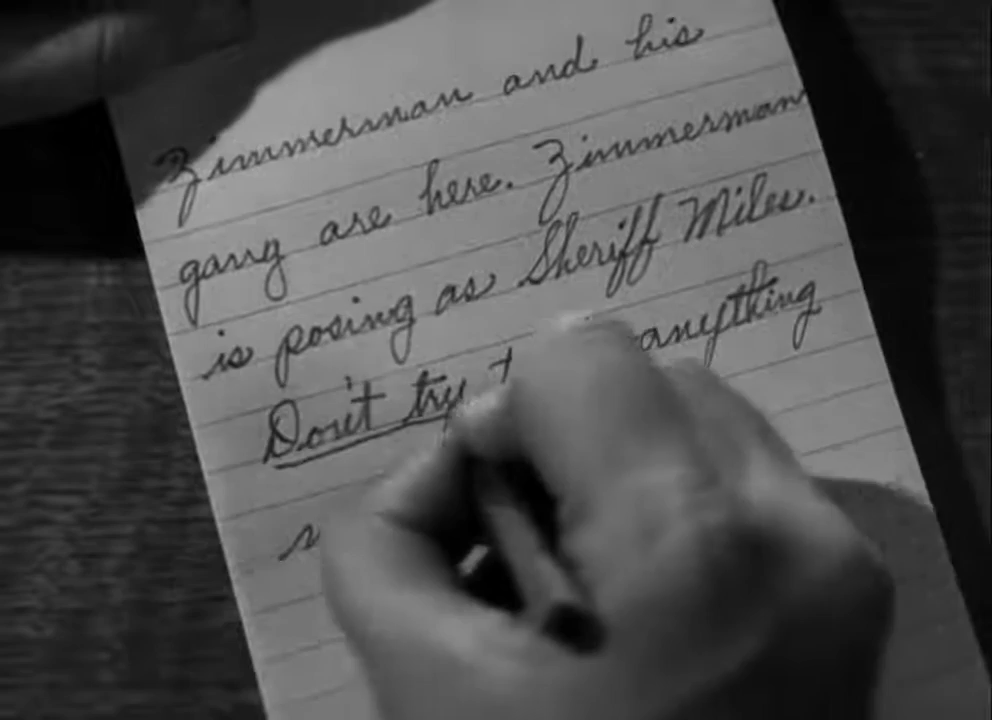 Zimmerman and his
gang are here. Zimmerman
is posing as Sheriff Miles.
Don't try anything